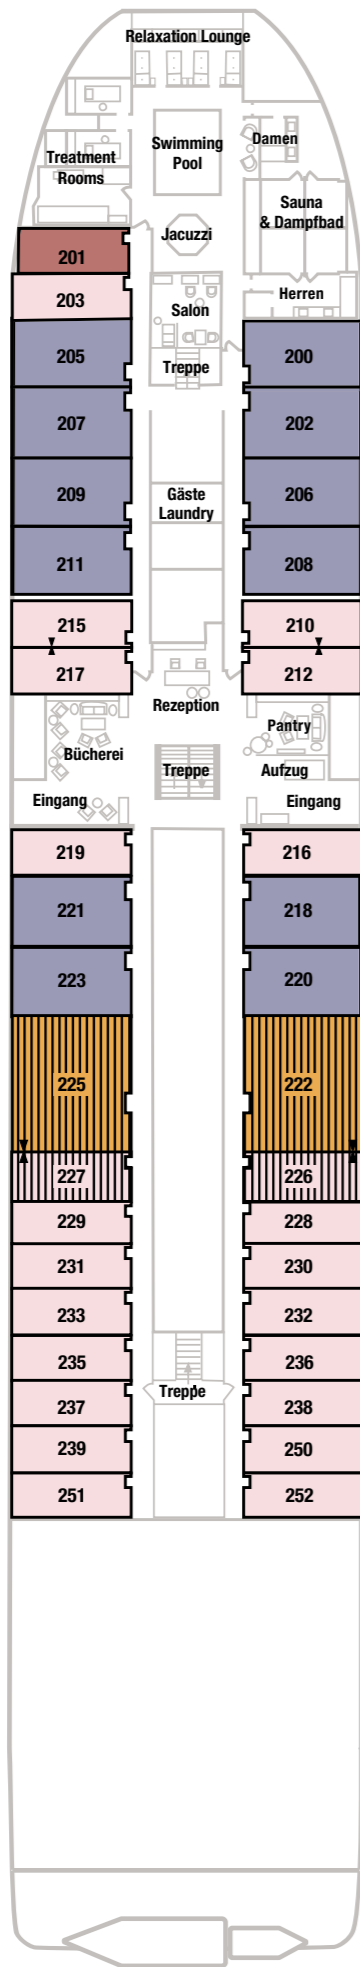 Relaxation Lounge
Swimming
Pool
Damen
Treatment
Rooms
Sauna
& Dampfbad
Jacuzzi
201
Herren
203
Salon
205
200
Treppe
207
202
209
206
Gäste
Laundry
211
208
215
210
217
212
Rezeption
Pantry
Bücherei
Treppe
Aufzug
Eingang
Eingang
219
216
221
218
223
220
225
222
227
226
229
228
231
230
233
232
235
236
Treppe
237
238
239
250
251
252